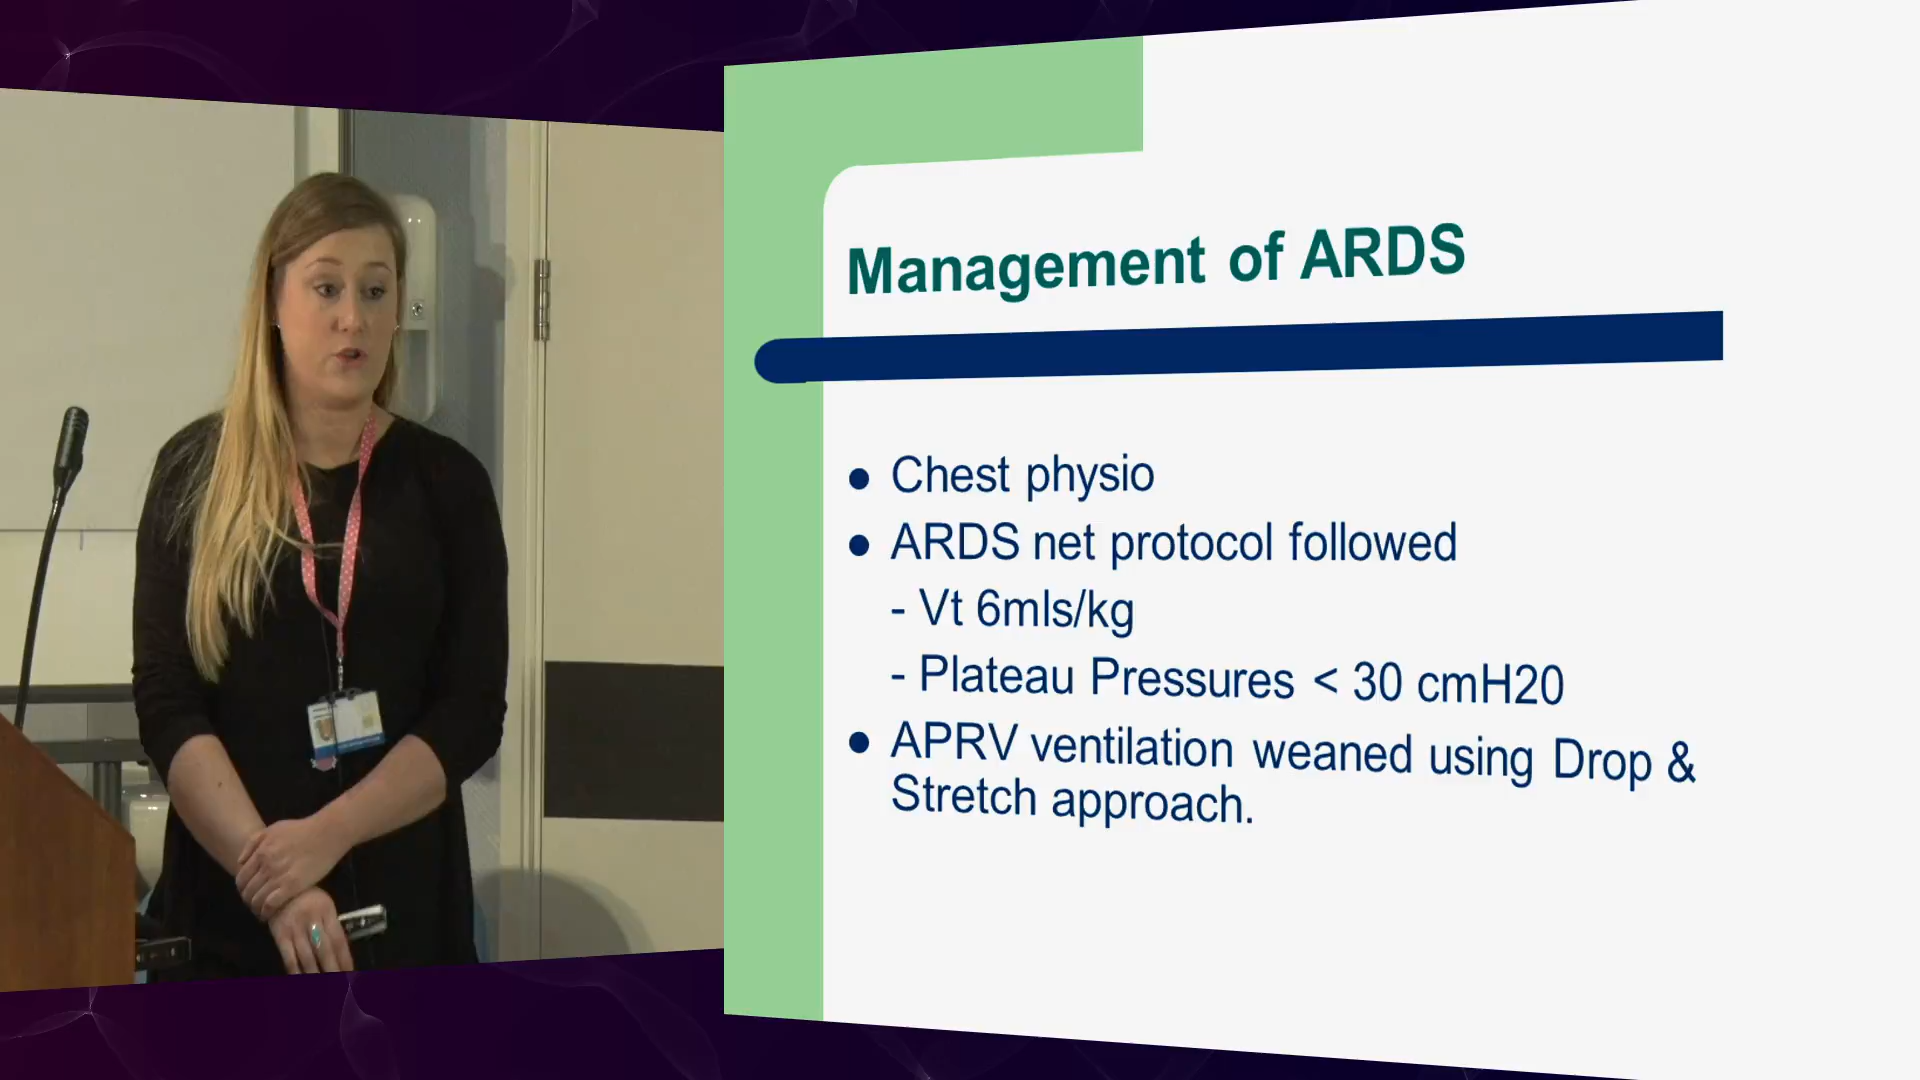 Management of ARDS
● Chest physio
● ARDS net protocol followed
- Vt 6mls/kg
- Plateau Pressures < 30 cmH20
● APRV ventilation weaned using Drop &
Stretch approach.